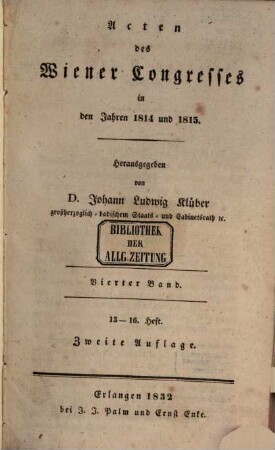 Acten
des
Wiener Congresses
in
den Jahren 1814 und 1815.
Herausgegeben
von
D. Johann Ludwig Klüber
großherzoglich-badischem Staats- und Cabinetsrath ꝛc.
BIBLIOTHEK
DER
ALLG. ZEITUNG
Vierter Band.
13—16. Heft.
Zweite Auflage.
Erlangen 1832
bei J. J. Palm und Ernst Enke.